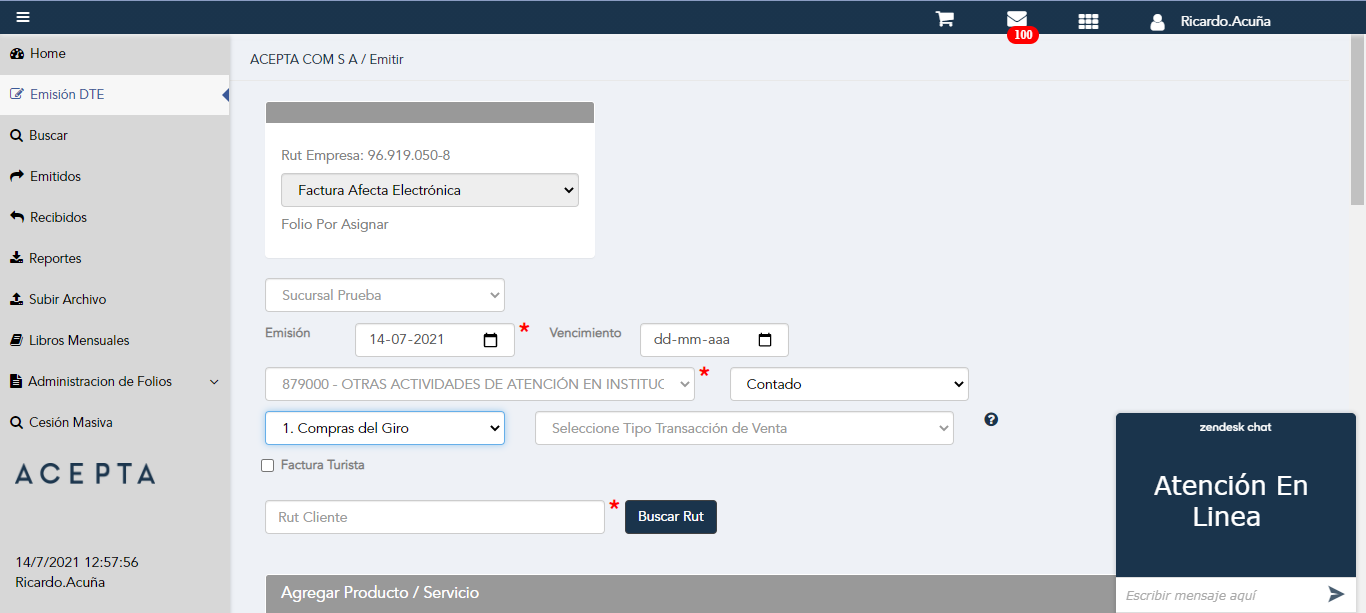 Ricardo.Acuña
100
Home
Emisión DTE
Buscar
Emitidos
Recibidos
Reportes
Subir Archivo
Libros Mensuales
Administracion de Folios
Cesión Masiva
ACEPTA
14/7/2021 12:57:56
Ricardo.Acuña
ACEPTA COM S A / Emitir
Rut Empresa: 96.919.050-8
Factura Afecta Electrónica
Folio Por Asignar
Sucursal Prueba
Emisión 14-07-2021 * Vencimiento dd-mm-aaa
879000 - OTRAS ACTIVIDADES DE ATENCIÓN EN INSTITUC * Contado
1. Compras del Giro Seleccione Tipo Transacción de Venta ?
Factura Turista
Rut Cliente * Buscar Rut
Agregar Producto / Servicio
zendesk chat
Atención En
Linea
Escribir mensaje aquí